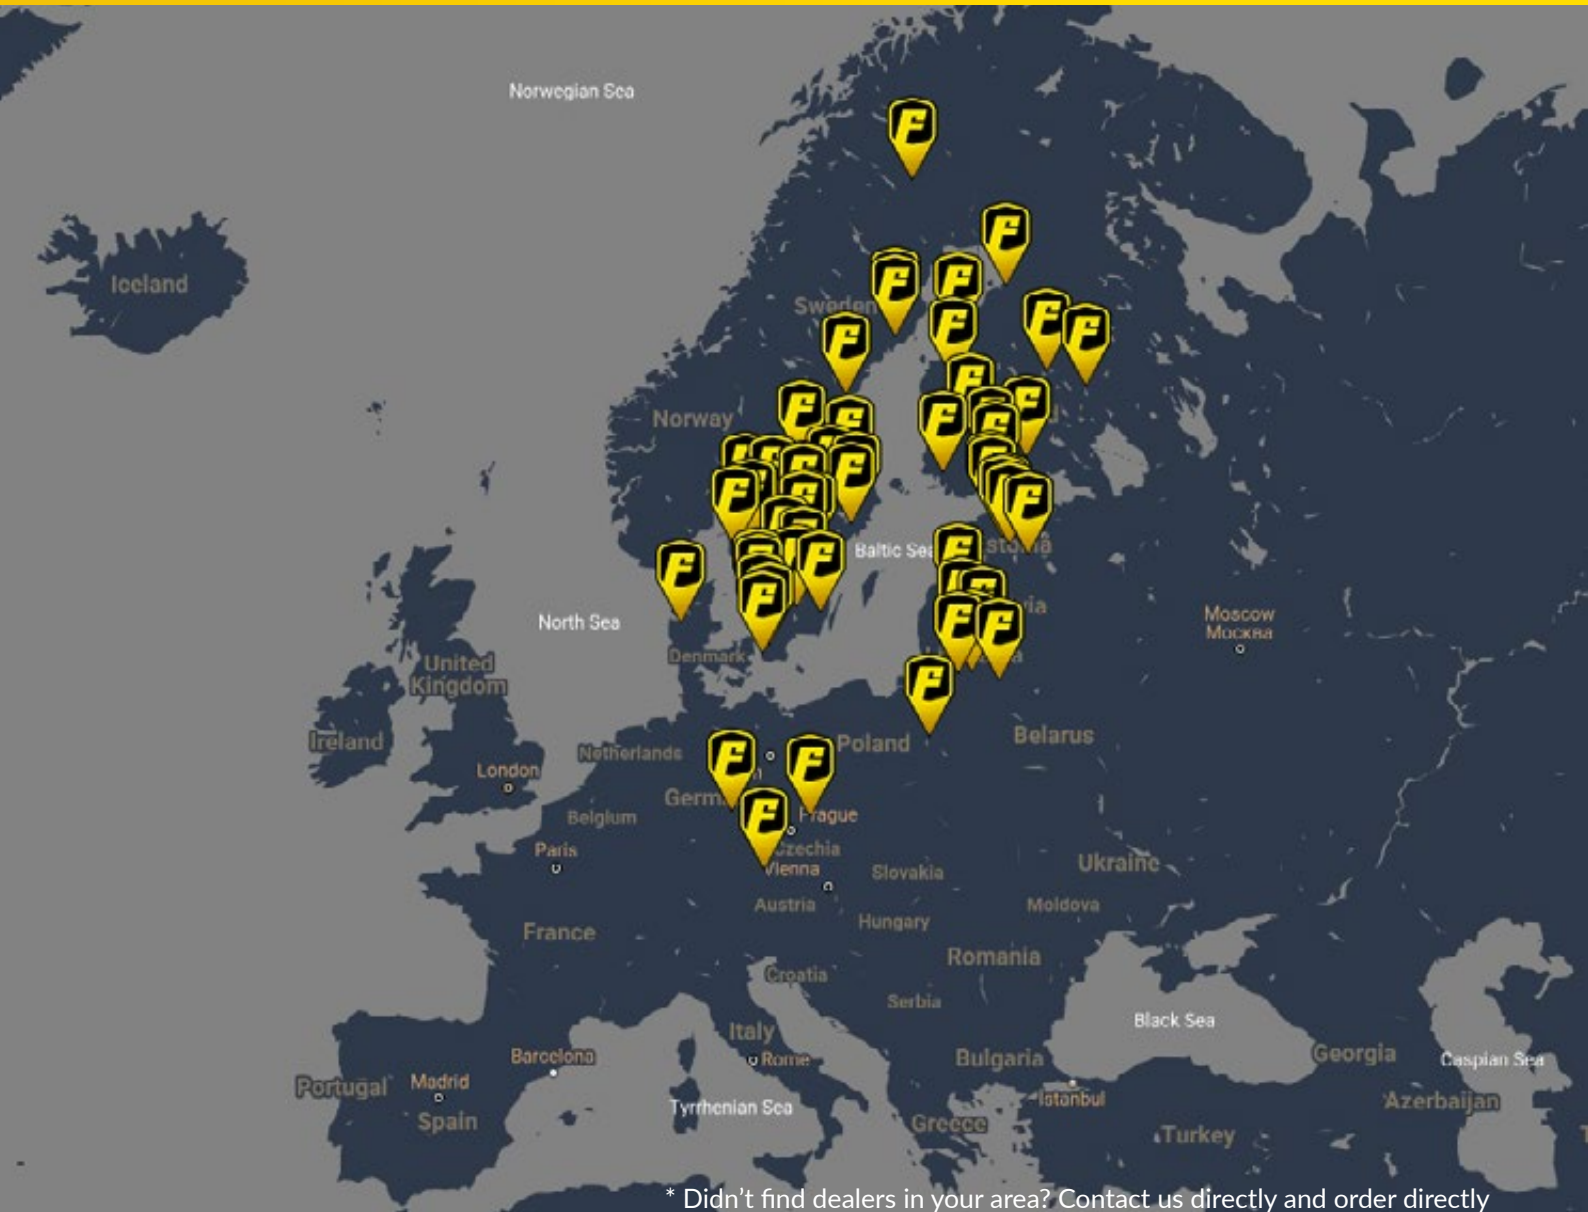 Norwegian Sea
Iceland
Sweden
Norway
Baltic Sea
North Sea
Moscow
Москва
Denmark
United
Kingdom
Ireland
Netherlands
Poland
Belarus
London
Belgium
Prague
Paris
Czechia
Vienna
Slovakia
Ukraine
Austria
Hungary
Moldova
France
Romania
Croatia
Serbia
Black Sea
Italy
Rome
Barcelona
Bulgaria
Georgia
Caspian Sea
Portugal
Madrid
Istanbul
Azerbaijan
Tyrrhenian Sea
Spain
Greece
Turkey
* Didn't find dealers in your area? Contact us directly and order directly